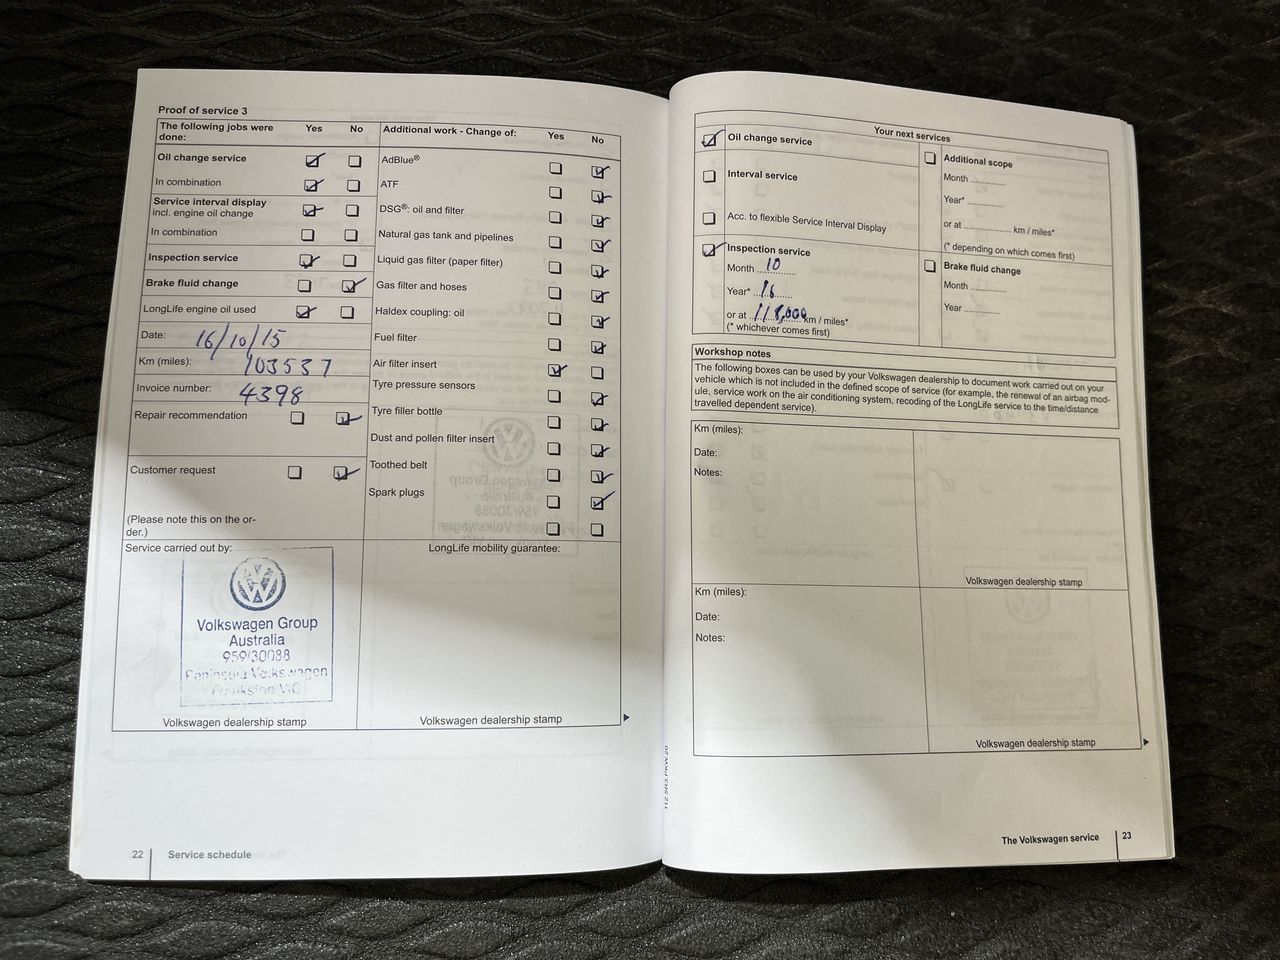 Proof of service 3
The following jobs were done:
Yes No
Oil change service
In combination
Service interval display
incl. engine oil change
In combination
Inspection service
Brake fluid change
LongLife engine oil used
Date: 16/10/15
Km (miles): 103537
Invoice number: 4398
Repair recommendation
Customer request
(Please note this on the or-
der.)
Additional work - Change of: Yes No
AdBlue®
ATF
DSG®: oil and filter
Natural gas tank and pipelines
Liquid gas filter (paper filter)
Gas filter and hoses
Haldex coupling: oil
Fuel filter
Air filter insert
Tyre pressure sensors
Tyre filler bottle
Dust and pollen filter insert
Toothed belt
Spark plugs
Service carried out by:
Volkswagen Group
Australia
959/30088
Peninsula Volkswagen
Frankston VIC
Volkswagen dealership stamp
LongLife mobility guarantee:
Volkswagen dealership stamp
22 Service schedule
Your next services
Oil change service
Interval service
Acc. to flexible Service Interval Display
Inspection service
Month 10
Year* 16
or at 118,000 km / miles*
(* whichever comes first)
Additional scope
Month ............
Year* ............
or at ................ km / miles*
(* depending on which comes first)
Brake fluid change
Month ............
Year ............
Workshop notes
The following boxes can be used by your Volkswagen dealership to document work carried out on your
vehicle which is not included in the defined scope of service (for example, the renewal of an airbag mod-
ule, service work on the air conditioning system, recoding of the LongLife service to the time/distance
travelled dependent service).
Km (miles):
Date:
Notes:
Volkswagen dealership stamp
Km (miles):
Date:
Notes:
Volkswagen dealership stamp
The Volkswagen service 23